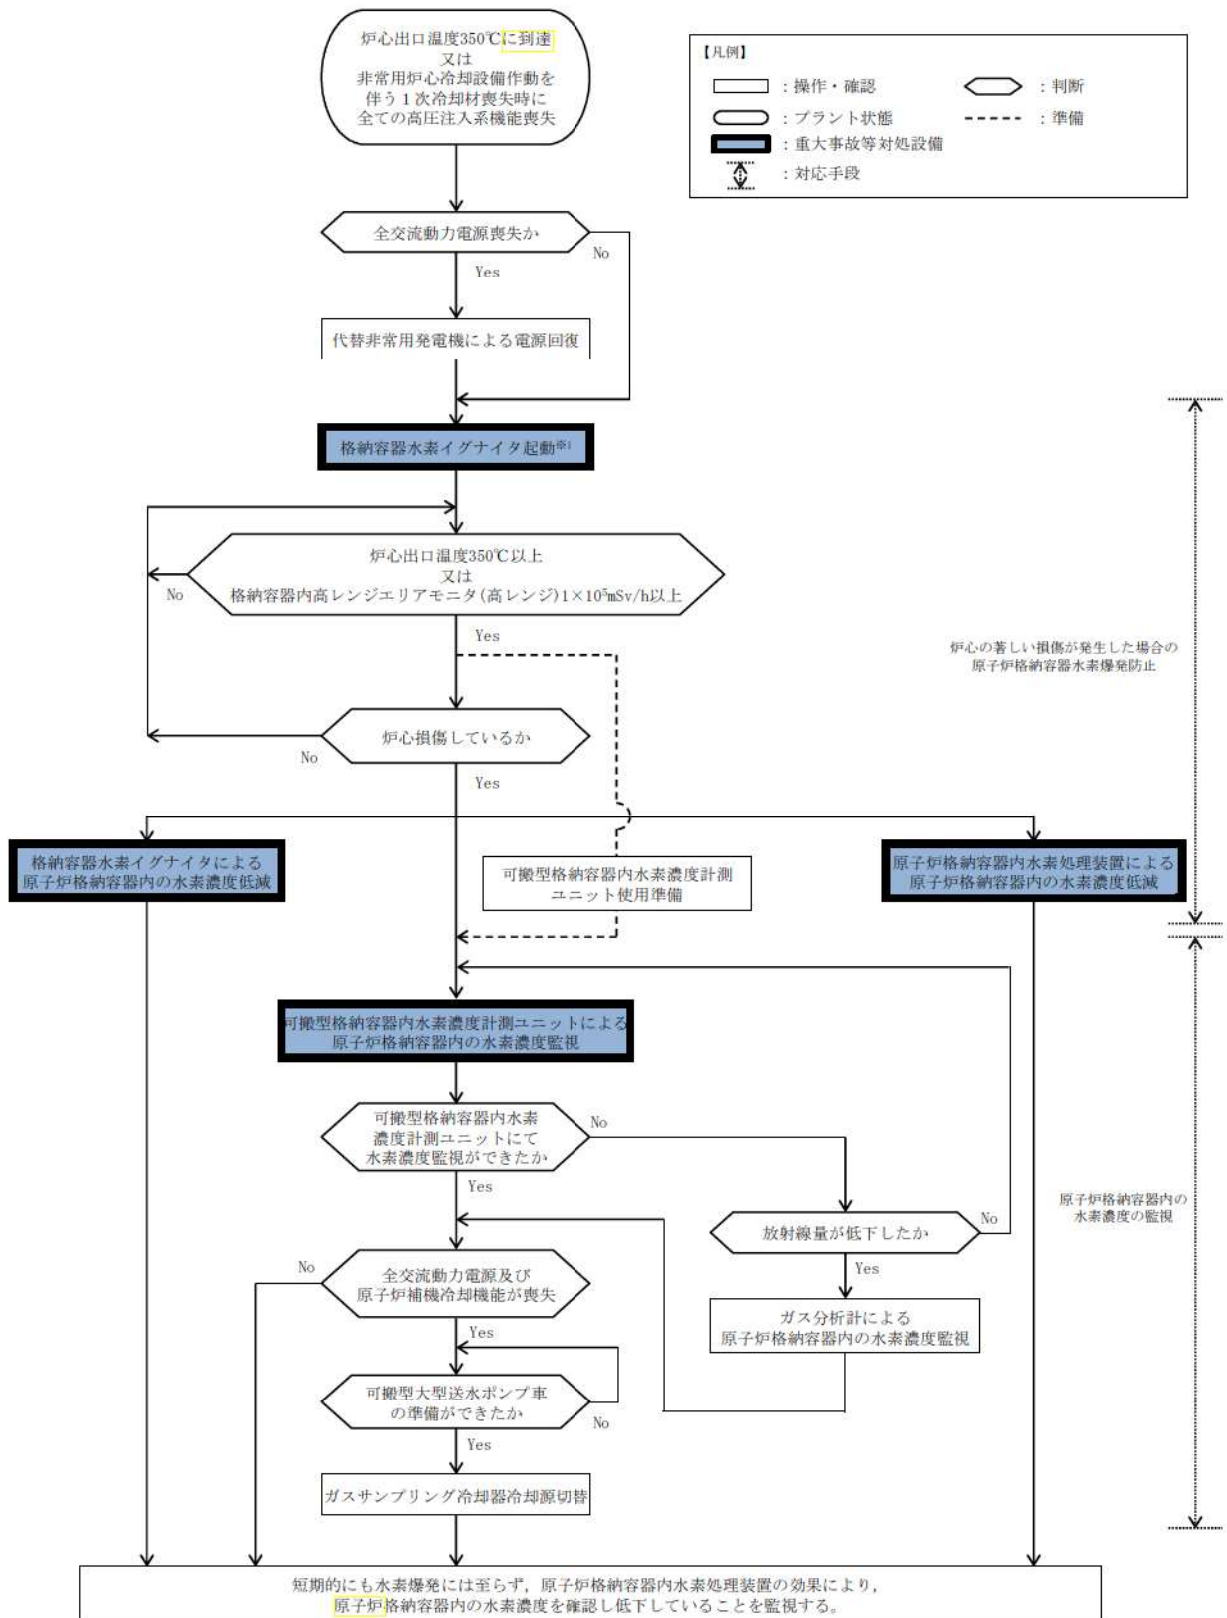 炉心出口温度350℃に到達
又は
非常用炉心冷却設備作動を
伴う１次冷却材喪失時に
全ての高圧注入系機能喪失
【凡例】
：操作・確認
：判断
：プラント状態
：準備
：重大事故等対処設備
：対応手段
全交流動力電源喪失か
No
Yes
代替非常用発電機による電源回復
格納容器水素イグナイタ起動※1
炉心出口温度350℃以上
又は
格納容器内高レンジエリアモニタ(高レンジ)1×10⁵mSv/h以上
No
Yes
炉心の著しい損傷が発生した場合の
原子炉格納容器水素爆発防止
炉心損傷しているか
No
Yes
格納容器水素イグナイタによる
原子炉格納容器内の水素濃度低減
可搬型格納容器内水素濃度計測
ユニット使用準備
原子炉格納容器内水素処理装置による
原子炉格納容器内の水素濃度低減
可搬型格納容器内水素濃度計測ユニットによる
原子炉格納容器内の水素濃度監視
可搬型格納容器内水素
濃度計測ユニットにて
水素濃度監視ができたか
No
Yes
原子炉格納容器内の
水素濃度の監視
放射線量が低下したか
No
Yes
全交流動力電源及び
原子炉補機冷却機能が喪失
No
Yes
ガス分析計による
原子炉格納容器内の水素濃度監視
可搬型大型送水ポンプ車
の準備ができたか
No
Yes
ガスサンプリング冷却器冷却源切替
短期的にも水素爆発には至らず，原子炉格納容器内水素処理装置の効果により，
原子炉格納容器内の水素濃度を確認し低下していることを監視する。